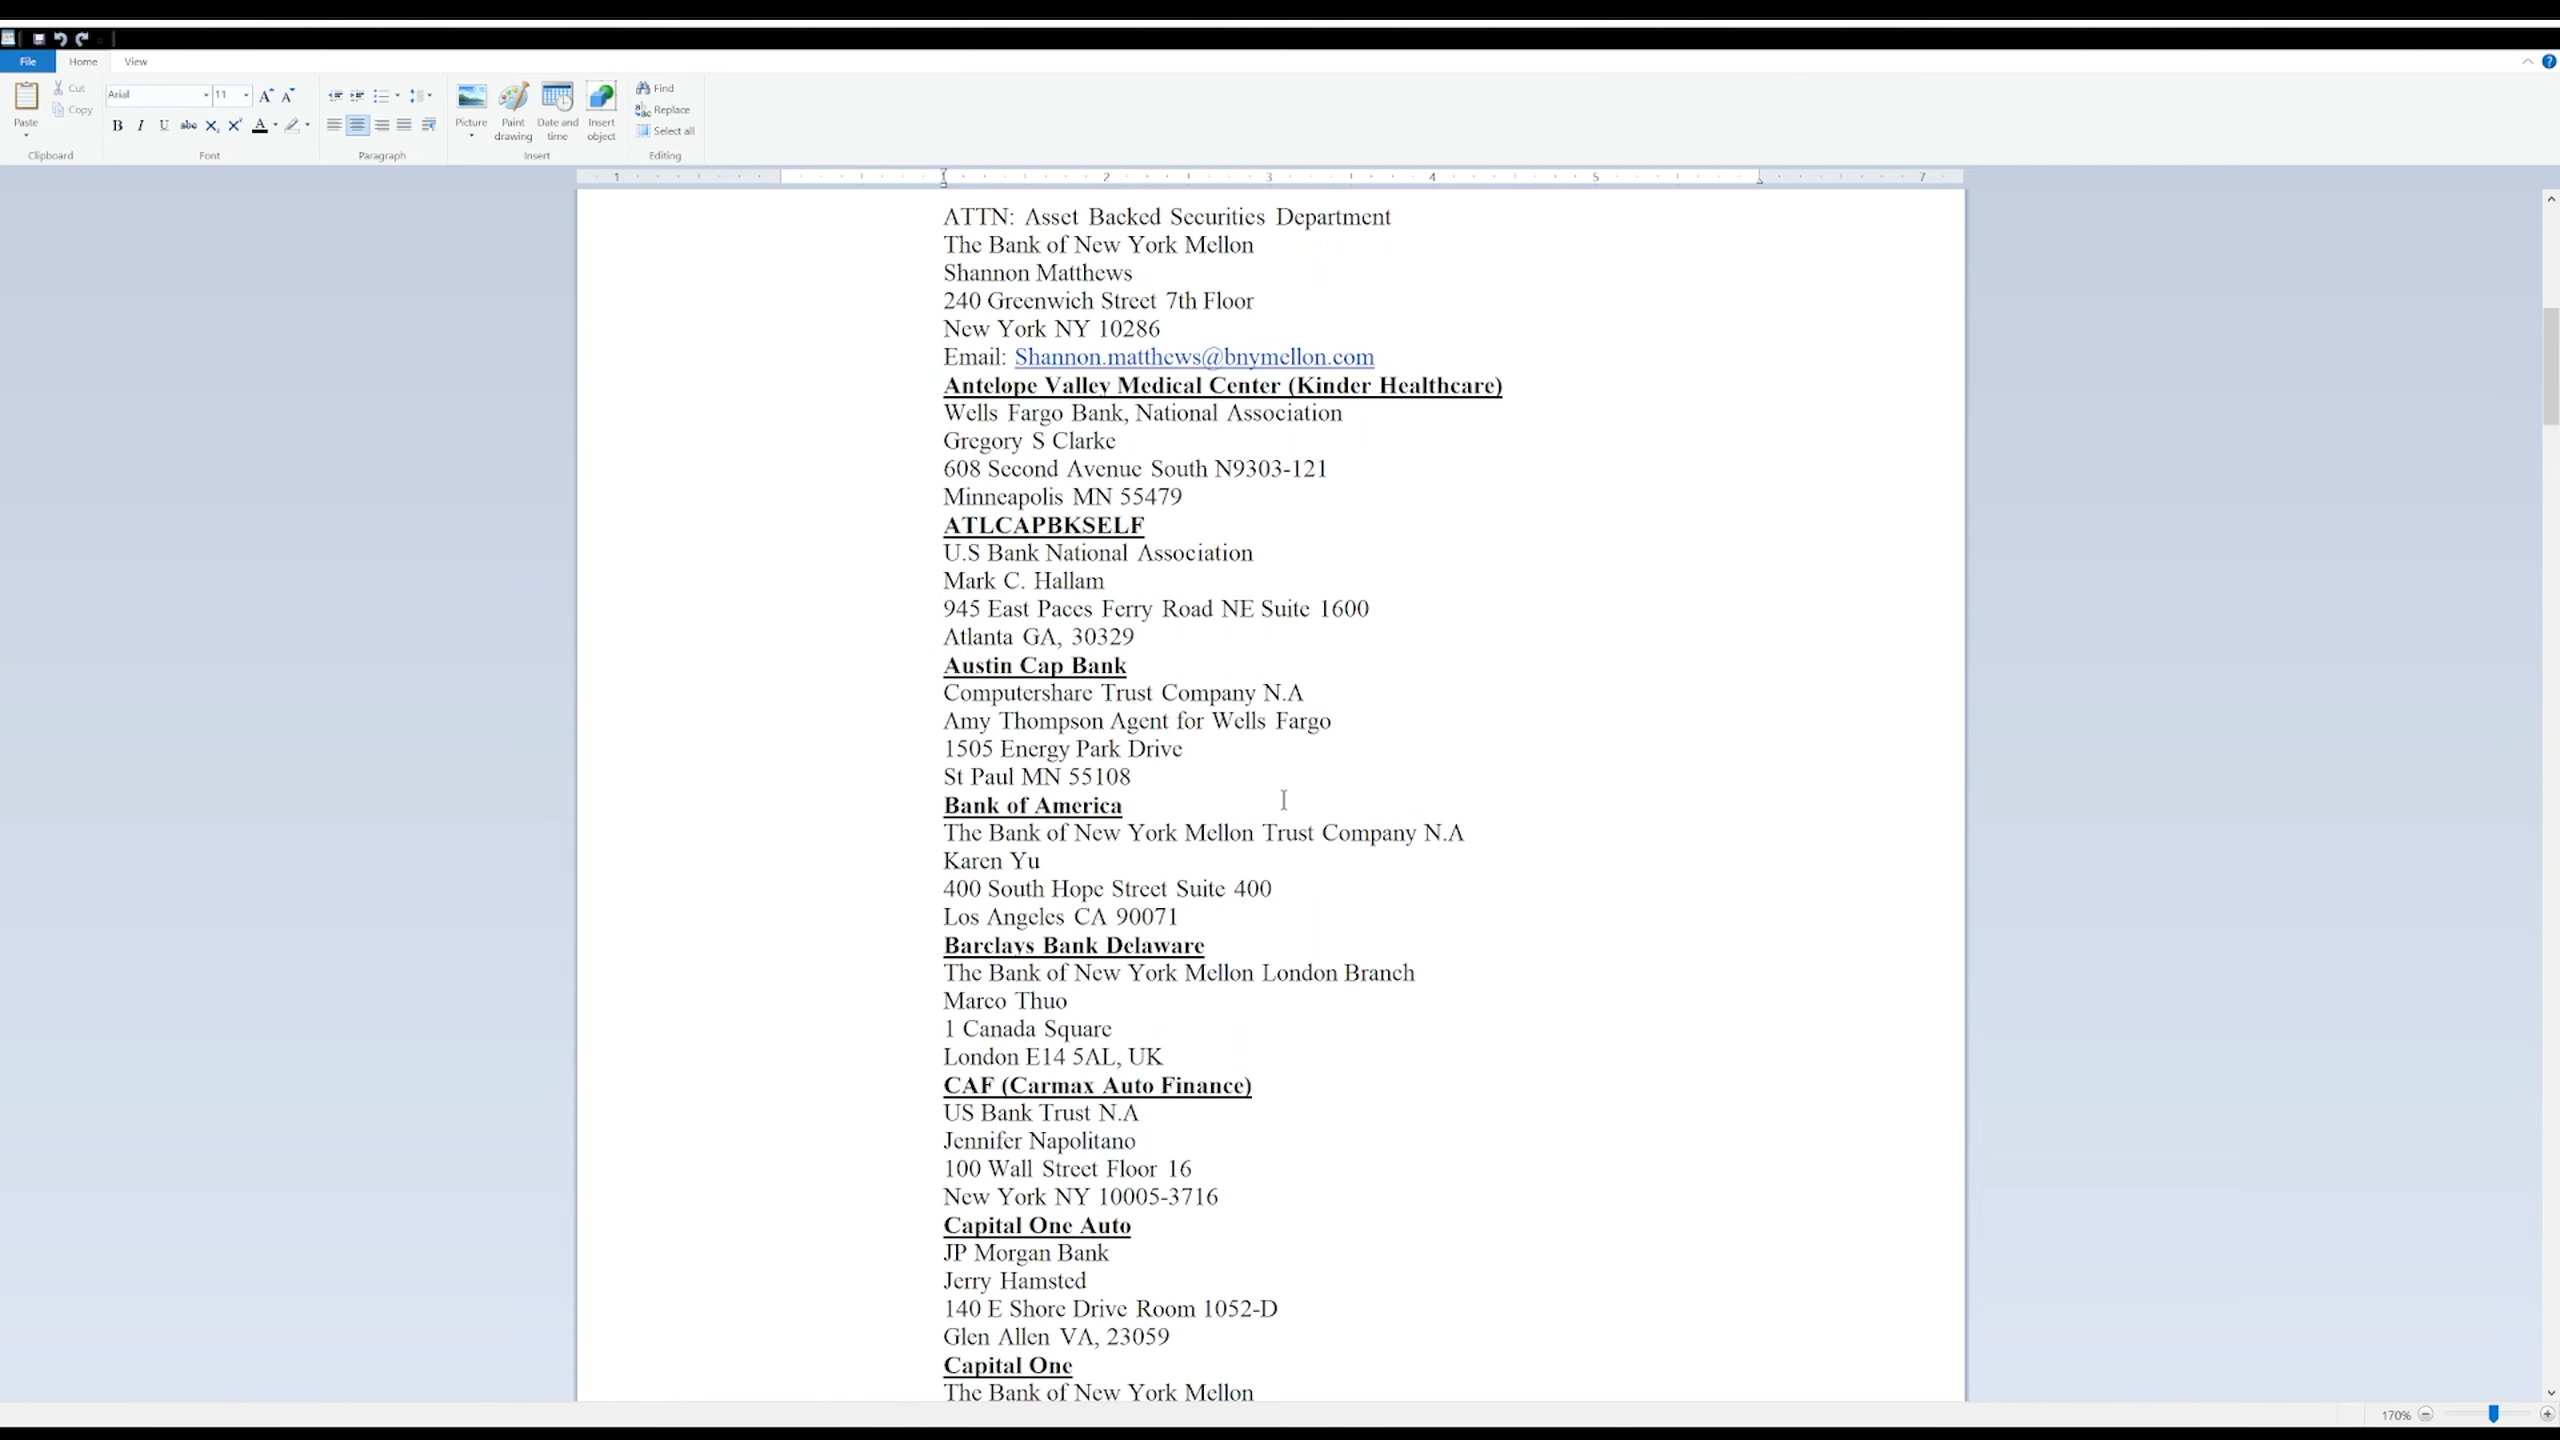 File Home View
Paste
Cut
Copy
Clipboard
Arial 11
Font
Paragraph
Picture
Paint drawing
Date and time
Insert object
Insert
Find
Replace
Select all
Editing
1 2 3 4 5 7
ATTN: Asset Backed Securities Department
The Bank of New York Mellon
Shannon Matthews
240 Greenwich Street 7th Floor
New York NY 10286
Email: Shannon.matthews@bnymellon.com
Antelope Valley Medical Center (Kinder Healthcare)
Wells Fargo Bank, National Association
Gregory S Clarke
608 Second Avenue South N9303-121
Minneapolis MN 55479
ATLCAPBKSELF
U.S Bank National Association
Mark C. Hallam
945 East Paces Ferry Road NE Suite 1600
Atlanta GA, 30329
Austin Cap Bank
Computershare Trust Company N.A
Amy Thompson Agent for Wells Fargo
1505 Energy Park Drive
St Paul MN 55108
Bank of America
The Bank of New York Mellon Trust Company N.A
Karen Yu
400 South Hope Street Suite 400
Los Angeles CA 90071
Barclays Bank Delaware
The Bank of New York Mellon London Branch
Marco Thuo
1 Canada Square
London E14 5AL, UK
CAF (Carmax Auto Finance)
US Bank Trust N.A
Jennifer Napolitano
100 Wall Street Floor 16
New York NY 10005-3716
Capital One Auto
JP Morgan Bank
Jerry Hamsted
140 E Shore Drive Room 1052-D
Glen Allen VA, 23059
Capital One
The Bank of New York Mellon
170%